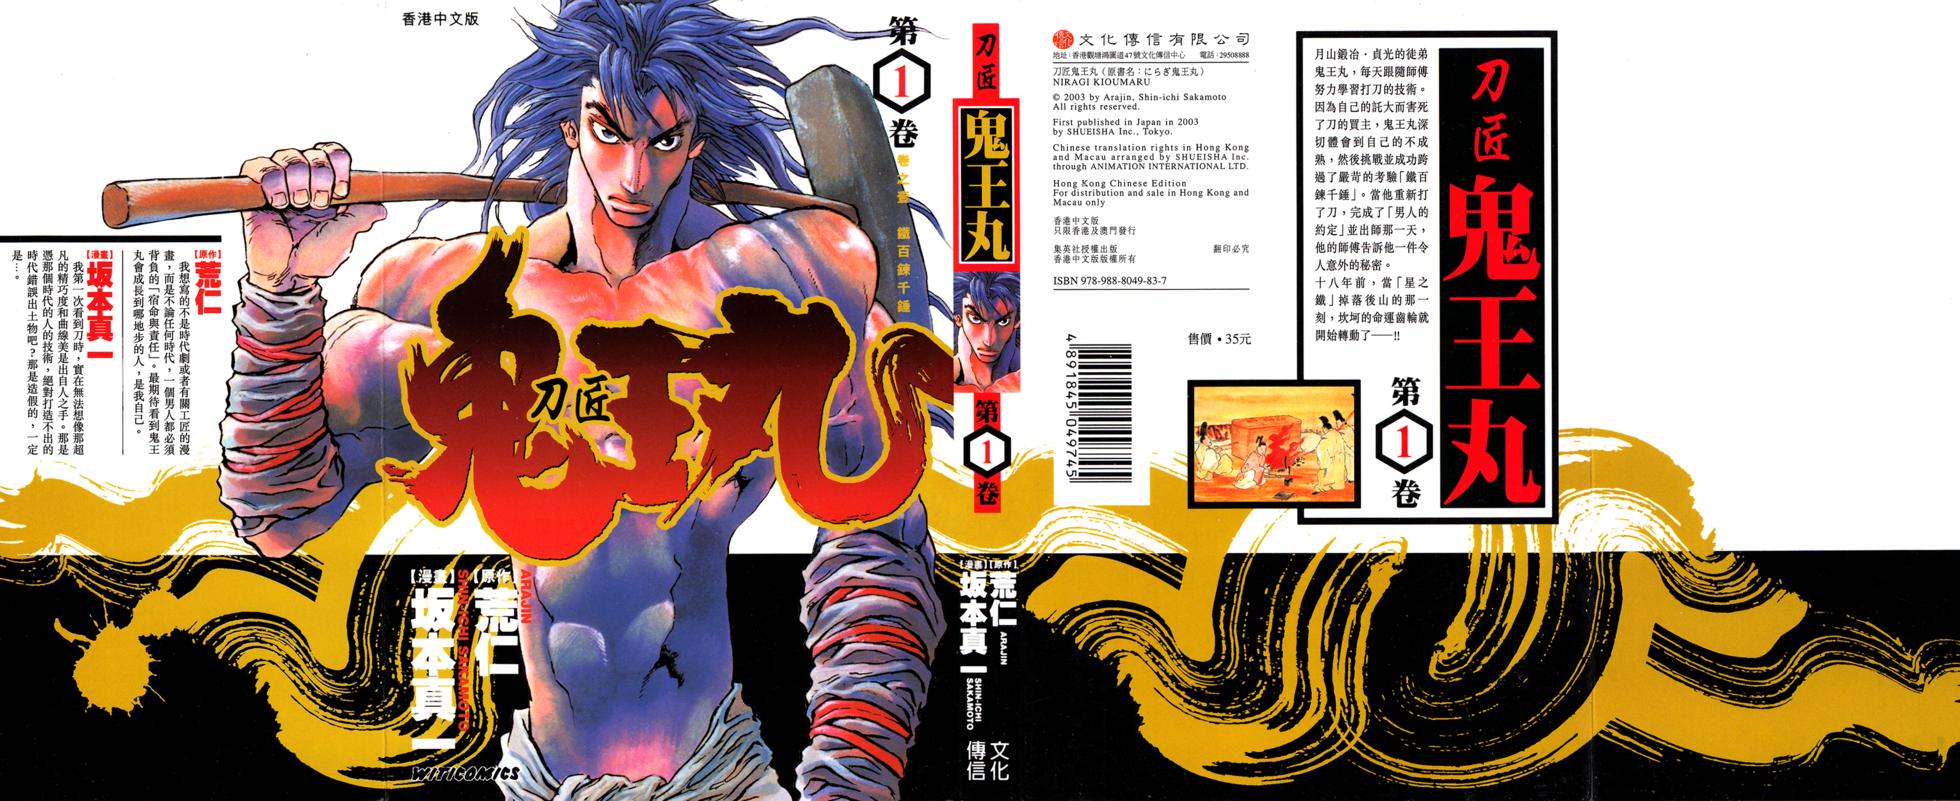 香港中文版
第
1
卷
卷之壹　鐵百鍊千錘
刀匠
鬼王丸
【原作】
荒仁
ARAJIN
【漫畫】
坂本真一
SHIN-ICHI SAKAMOTO
WITICOMICS
【原作】
荒仁
我想寫的不是時代劇或者有關工匠的漫
畫，而是不論任何時代，一個男人都必須
背負的「宿命與責任」。最期待看到鬼王
丸會成長到哪地步的人，是我自己。
【漫畫】
坂本真一
我第一次看到刀時，實在無法想像那超
凡的精巧度和曲線美是出自人之手。那是
憑那個時代的人的技術，絕對打造不出的
時代錯誤出土物吧？那是造假的，一定
是…。
刀匠
鬼王丸
第
1
卷
【原作】
荒仁
ARAJIN
【漫畫】
坂本真一
SHIN-ICHI
SAKAMOTO
文化
傳信
文化傳信有限公司
地址：香港觀塘鴻圖道47號文化傳信中心　電話：29508888
刀匠鬼王丸（原書名：にらぎ鬼王丸）
NIRAGI KIOUMARU
© 2003 by Arajin, Shin-ichi Sakamoto
All rights reserved.
First published in Japan in 2003
by SHUEISHA Inc., Tokyo.
Chinese translation rights in Hong Kong
and Macau arranged by SHUEISHA Inc.
through ANIMATION INTERNATIONAL LTD.
Hong Kong Chinese Edition
For distribution and sale in Hong Kong and
Macau only
香港中文版
只限香港及澳門發行
集英社授權出版　翻印必究
香港中文版版權所有
ISBN 978-988-8049-83-7
售價・35元
4891845049745
月山鍛冶・貞光的徒弟
鬼王丸，每天跟隨師傅
努力學習打刀的技術。
因為自己的託大而害死
了刀的買主，鬼王丸深
切體會到自己的不成
熟，然後挑戰並成功跨
過了嚴苛的考驗「鐵百
鍊千錘」。當他重新打
了刀，完成了「男人的
約定」並出師那一天，
他的師傅告訴他一件令
人意外的秘密。
十八年前，當「星之
鐵」掉落後山的那一
刻，坎坷的命運齒輪就
開始轉動了——!!
刀匠
鬼王丸
第
1
卷